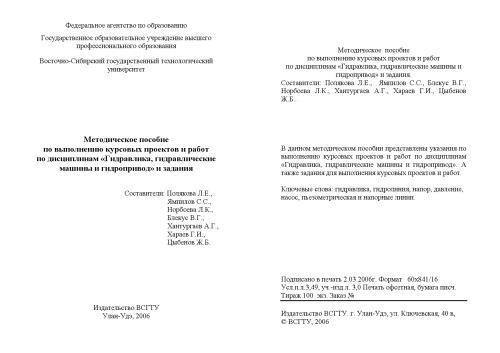 Федеральное агентство по образованию
Государственное образовательное учреждение высшего
профессионального образования
Восточно-Сибирский государственный технологический
университет
Методическое пособие
по выполнению курсовых проектов и работ
по дисциплинам «Гидравлика, гидравлические
машины и гидропривод» и задания
Составители: Полякова Л.Е.,
Ямпилов С.С.,
Норбоева Л.К.,
Блекус В.Г.,
Хантургаев А.Г.,
Хараев Г.И.,
Цыбенов Ж.Б.
Издательство ВСГТУ
Улан-Удэ, 2006
Методическое пособие
по выполнению курсовых проектов и работ
по дисциплинам «Гидравлика, гидравлические машины и
гидропривод» и задания
Составители: Полякова Л.Е., Ямпилов С.С., Блекус В.Г.,
Норбоева Л.К., Хантургаев А.Г., Хараев Г.И., Цыбенов
Ж.Б.
В данном методическом пособии представлены указания по
выполнению курсовых проектов и работ по дисциплинам
«Гидравлика, гидравлические машины и гидропривод». А
также задания для выполнения курсовых проектов и работ.
Ключевые слова: гидравлика, гидролиния, напор, давление,
насос, пьезометрическая и напорные линии.
Подписано в печать 2.03.2006г. Формат 60х841/16
Усл.п.л.3,49, уч.-изд.л. 3,0 Печать офсетная, бумага писч.
Тираж 100 экз. Заказ №
Издательство ВСГТУ. г. Улан-Удэ, ул. Ключевская, 40 в,
© ВСГТУ, 2006